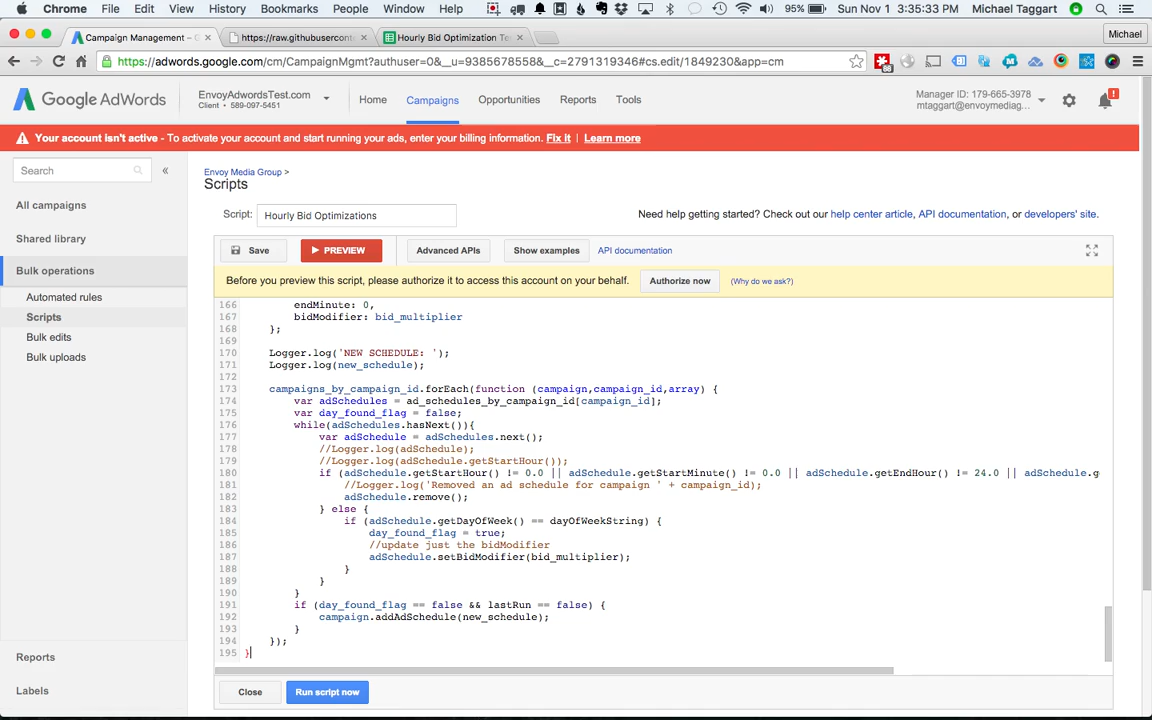 Chrome File Edit View History Bookmarks People Window Help 95% Sun Nov 1 3:35:33 PM Michael Taggart
Campaign Management – × https://raw.githubuserconte × Hourly Bid Optimization To × Michael
https://adwords.google.com/cm/CampaignMgmt?authuser=0&__u=9385678558&__c=2791319346#cs.edit/1849230&app=cm
Google AdWords
EnvoyAdwordsTest.com
Client • 589-097-5451
Home Campaigns Opportunities Reports Tools
Manager ID: 179-665-3978
mtaggart@envoymediag...
Your account isn't active - To activate your account and start running your ads, enter your billing information. Fix it | Learn more
Search «
All campaigns
Shared library
Bulk operations
Automated rules
Scripts
Bulk edits
Bulk uploads
Reports
Labels
Envoy Media Group >
Scripts
Script: Hourly Bid Optimizations
Need help getting started? Check out our help center article, API documentation, or developers' site.
Save PREVIEW Advanced APIs Show examples API documentation
Before you preview this script, please authorize it to access this account on your behalf. Authorize now (Why do we ask?)
166 endMinute: 0,
167 bidModifier: bid_multiplier
168 };
169
170 Logger.log('NEW SCHEDULE: ');
171 Logger.log(new_schedule);
172
173 campaigns_by_campaign_id.forEach(function (campaign,campaign_id,array) {
174 var adSchedules = ad_schedules_by_campaign_id[campaign_id];
175 var day_found_flag = false;
176 while(adSchedules.hasNext()){
177 var adSchedule = adSchedules.next();
178 //Logger.log(adSchedule);
179 //Logger.log(adSchedule.getStartHour());
180 if (adSchedule.getStartHour() != 0.0 || adSchedule.getStartMinute() != 0.0 || adSchedule.getEndHour() != 24.0 || adSchedule.g
181 //Logger.log('Removed an ad schedule for campaign ' + campaign_id);
182 adSchedule.remove();
183 } else {
184 if (adSchedule.getDayOfWeek() == dayOfWeekString) {
185 day_found_flag = true;
186 //update just the bidModifier
187 adSchedule.setBidModifier(bid_multiplier);
188 }
189 }
190 }
191 if (day_found_flag == false && lastRun == false) {
192 campaign.addAdSchedule(new_schedule);
193 }
194 });
195 }
Close Run script now